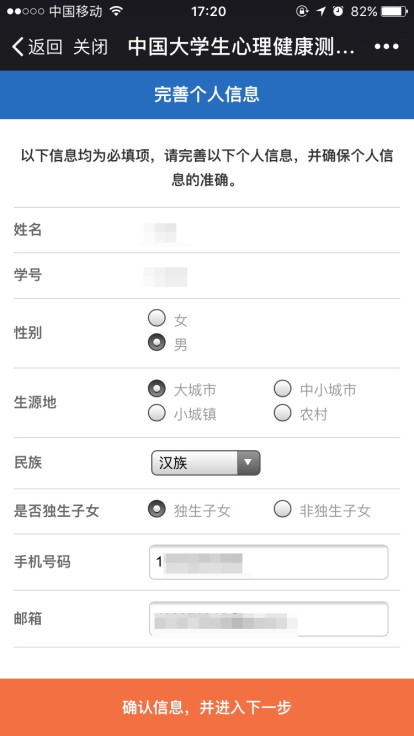 中国移动 17:20 82%
返回 关闭 中国大学生心理健康测...
完善个人信息
以下信息均为必填项，请完善以下个人信息，并确保个人信
息的准确。
姓名
学号
性别 女
男
生源地 大城市 中小城市
小城镇 农村
民族 汉族
是否独生子女 独生子女 非独生子女
手机号码 1
邮箱
确认信息，并进入下一步